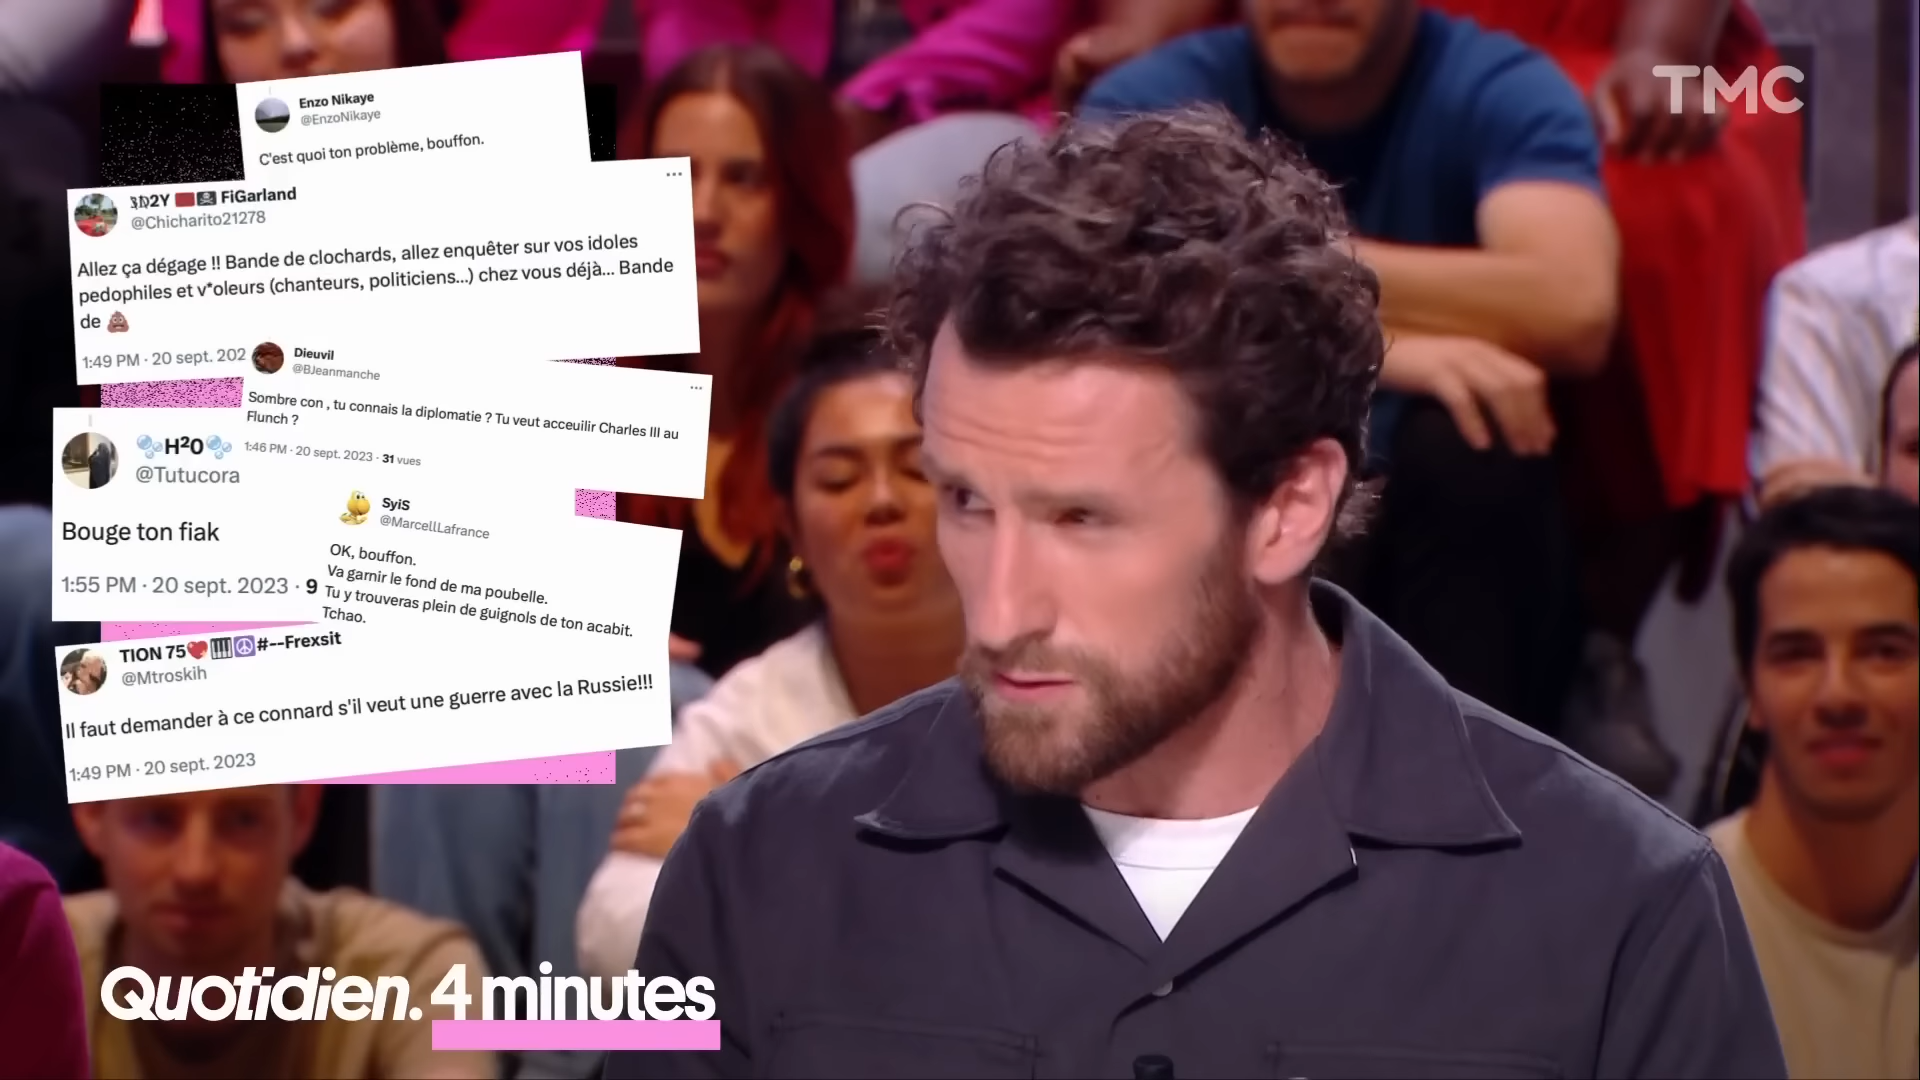 TMC
Enzo Nikaye
@EnzoNikaye
C'est quoi ton problème, bouffon.
FiGarland
@Chicharito21278
Allez ça dégage !! Bande de clochards, allez enquêter sur vos idoles
pedophiles et v*oleurs (chanteurs, politiciens...) chez vous déjà... Bande
de 💩
1:49 PM · 20 sept. 202
Dieuvil
@BJeanmanche
Sombre con , tu connais la diplomatie ? Tu veut acceuilir Charles III au
Flunch ?
1:46 PM · 20 sept. 2023 · 31 vues
🫧H²0🫧
@Tutucora
Bouge ton fiak
1:55 PM · 20 sept. 2023 · 9
SyiS
@MarcellLafrance
OK, bouffon.
Va garnir le fond de ma poubelle.
Tu y trouveras plein de guignols de ton acabit.
Tchao.
TION 75💖🎹☮#--Frexsit
@Mtroskih
Il faut demander à ce connard s'il veut une guerre avec la Russie!!!
1:49 PM · 20 sept. 2023
Quotidien. 4 minutes